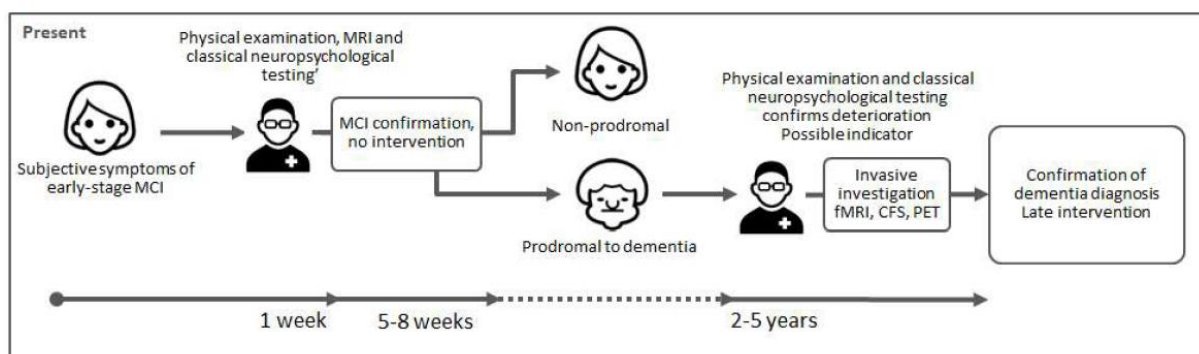 Present
Physical examination, MRI and
classical neuropsychological
testing’
Subjective symptoms of
early-stage MCI
MCI confirmation,
no intervention
Non-prodromal
Prodromal to dementia
Physical examination and classical
neuropsychological testing
confirms deterioration
Possible indicator
Invasive
investigation
fMRI, CFS, PET
Confirmation of
dementia diagnosis
Late intervention
1 week
5-8 weeks
2-5 years